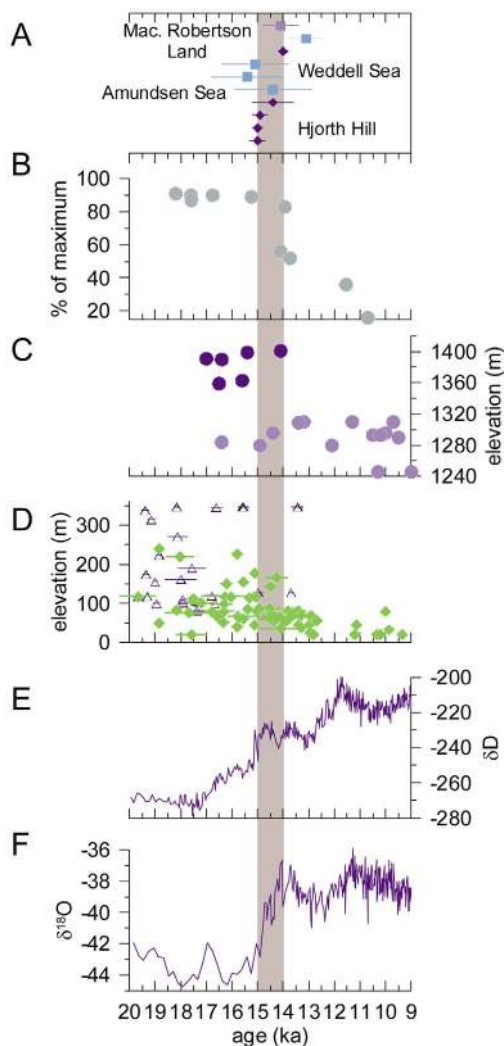 A
Mac. Robertson
Land
Weddell Sea
Amundsen Sea
Hjorth Hill
B
100
80
60
40
20
% of maximum
C
1400
1360
1320
1280
1240
elevation (m)
D
300
200
100
0
elevation (m)
E
-200
-220
-240
-260
-280
δD
F
-36
-38
-40
-42
-44
δ18O
20 19 18 17 16 15 14 13 12 11 10 9
age (ka)